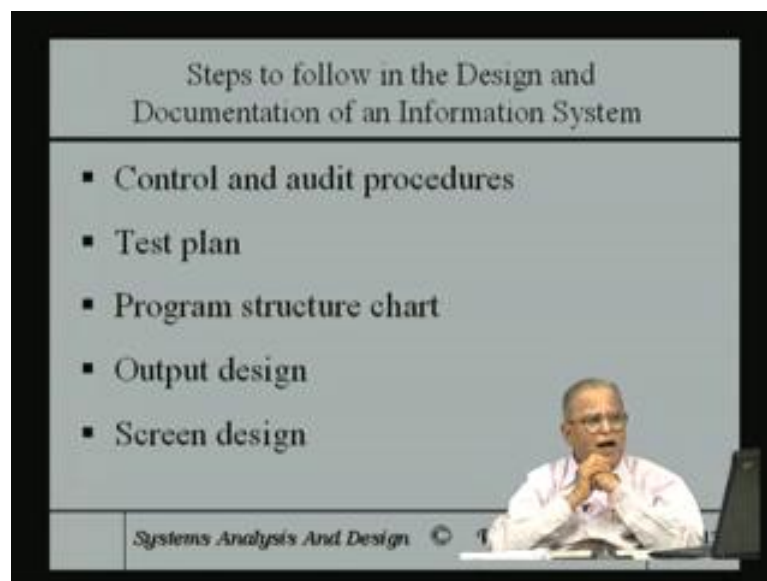 Steps to follow in the Design and
Documentation of an Information System
▪ Control and audit procedures
▪ Test plan
▪ Program structure chart
▪ Output design
▪ Screen design
Systems Analysis And Design ©